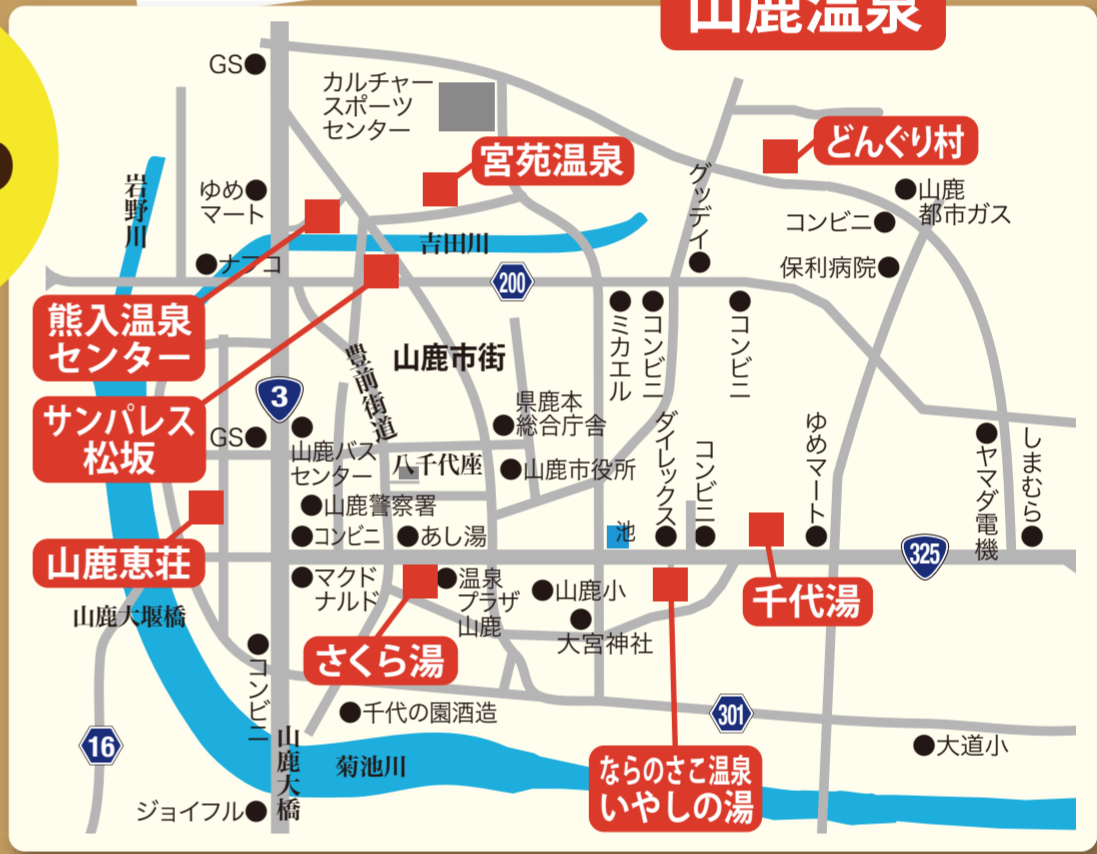 山鹿温泉
GS
カルチャー
スポーツ
センター
宮苑温泉
どんぐり村
岩野川
ゆめ
マート
グッデイ
山鹿
都市ガス
コンビニ
吉田川
ナフコ
保利病院
200
熊入温泉
センター
ミカエル
コンビニ
コンビニ
豊前街道
山鹿市街
3
サンパレス
松坂
GS
県鹿本
総合庁舎
山鹿バス
センター
八千代座
山鹿市役所
ダイレックス
コンビニ
ゆめマート
ヤマダ電機
しまむら
山鹿警察署
コンビニ
あし湯
池
山鹿恵荘
325
マクド
ナルド
温泉
プラザ
山鹿
山鹿小
千代湯
山鹿大堰橋
大宮神社
さくら湯
コンビニ
千代の園酒造
301
16
山鹿大橋
菊池川
大道小
ならのさこ温泉
いやしの湯
ジョイフル